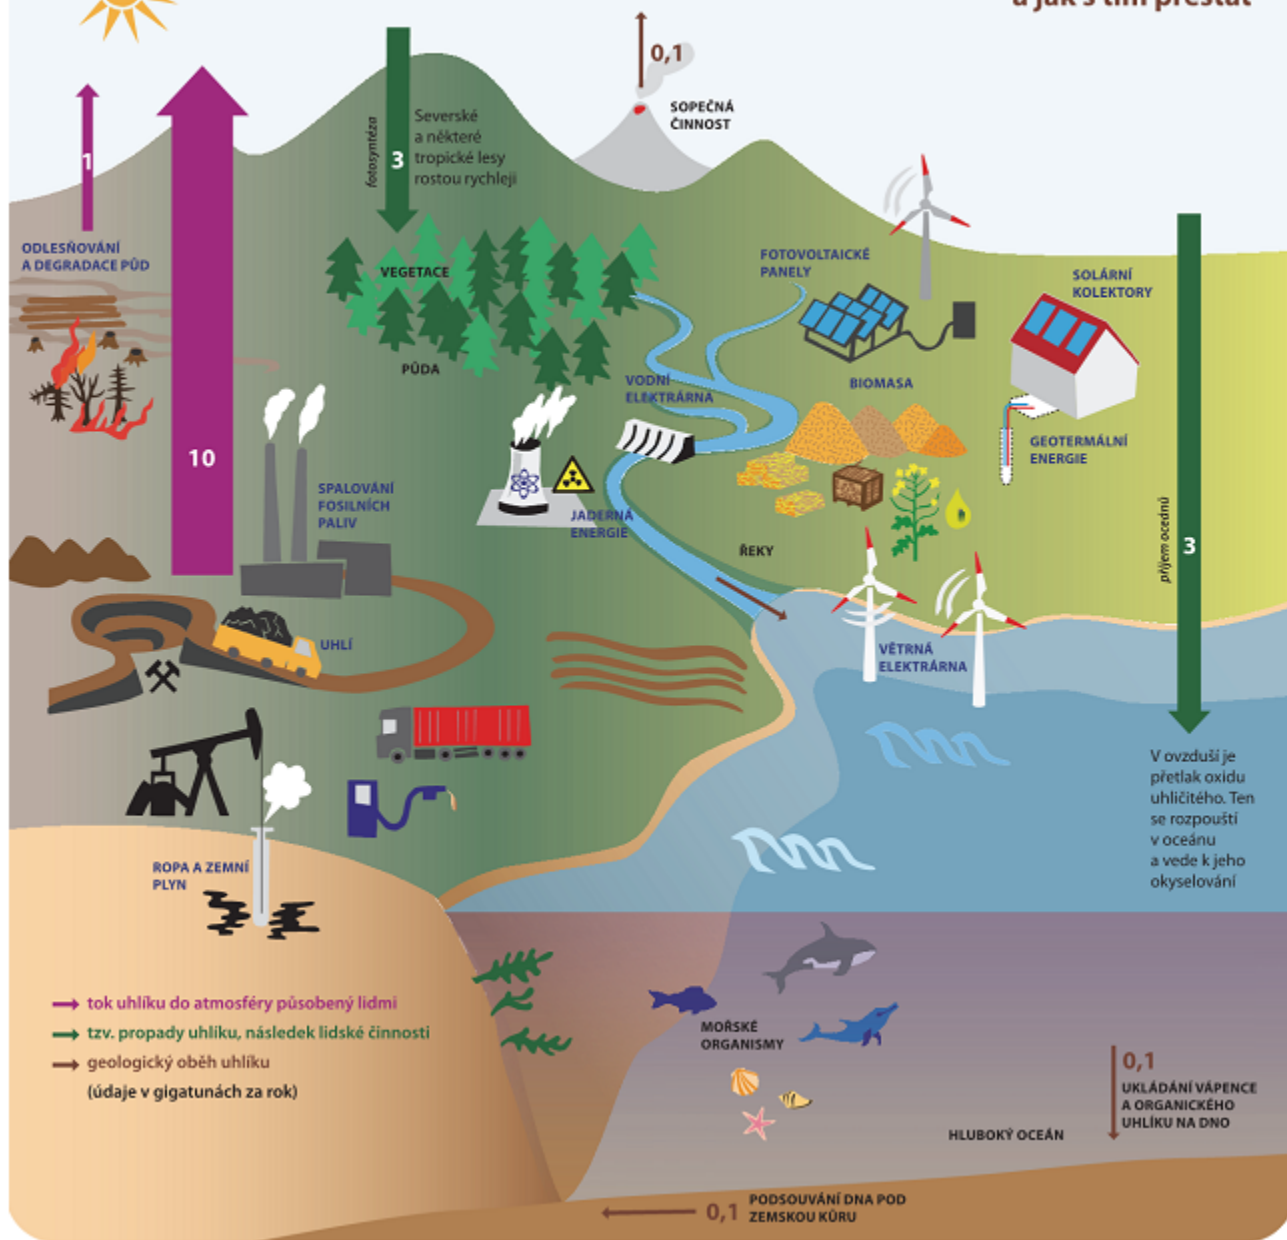 a jak s tím přestat
0,1
SOPEČNÁ
ČINNOST
1
fotosyntéza
3
Severské
a některé
tropické lesy
rostou rychleji
ODLESŇOVÁNÍ
A DEGRADACE PŮD
VEGETACE
PŮDA
FOTOVOLTAICKÉ
PANELY
SOLÁRNÍ
KOLEKTORY
VODNÍ
ELEKTRÁRNA
BIOMASA
GEOTERMÁLNÍ
ENERGIE
10
SPALOVÁNÍ
FOSILNÍCH
PALIV
JADERNÁ
ENERGIE
ŘEKY
příjem oceánů
3
UHLÍ
VĚTRNÁ
ELEKTRÁRNA
V ovzduší je
přetlak oxidu
uhličitého. Ten
se rozpouští
v oceánu
a vede k jeho
okyselování
ROPA A ZEMNÍ
PLYN
tok uhlíku do atmosféry působený lidmi
tzv. propady uhlíku, následek lidské činnosti
geologický oběh uhlíku
(údaje v gigatunách za rok)
MOŘSKÉ
ORGANISMY
0,1
UKLÁDÁNÍ VÁPENCE
A ORGANICKÉHO
UHLÍKU NA DNO
HLUBOKÝ OCEÁN
0,1
PODSOUVÁNÍ DNA POD
ZEMSKOU KŮRU